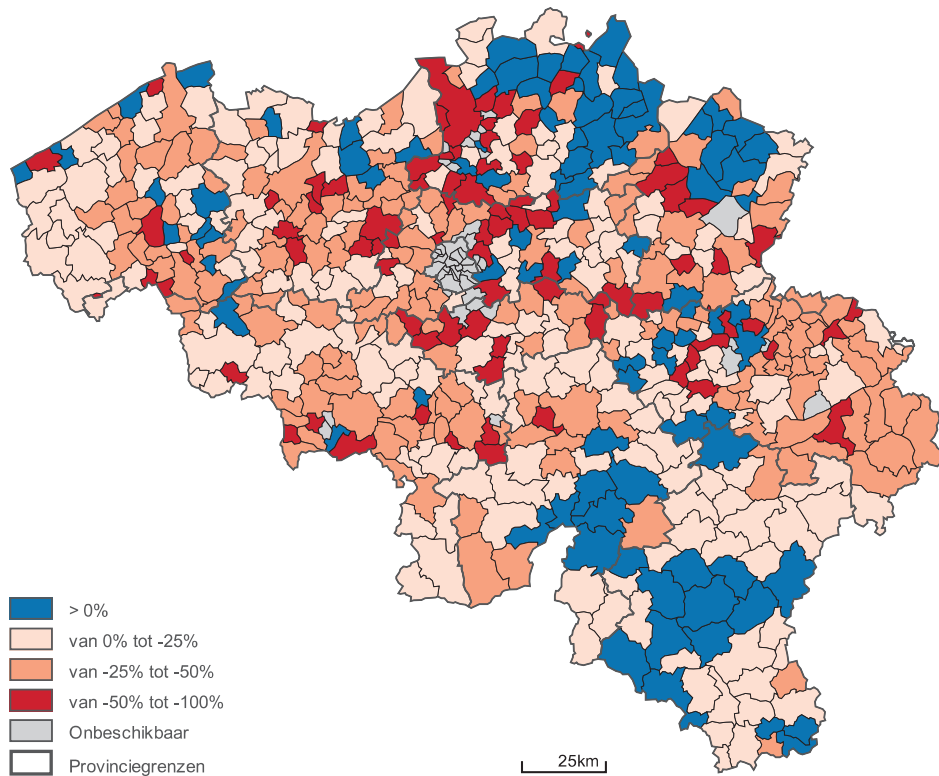 > 0%
van 0% tot -25%
van -25% tot -50%
van -50% tot -100%
Onbeschikbaar
Provinciegrenzen
25km